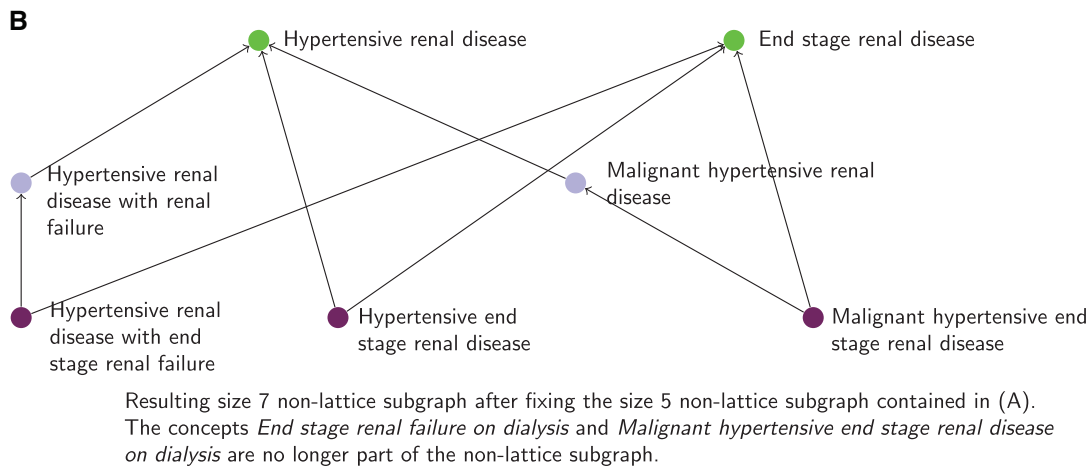 B
Hypertensive renal disease
End stage renal disease
Hypertensive renal
disease with renal
failure
Malignant hypertensive renal
disease
Hypertensive renal
disease with end
stage renal failure
Hypertensive end
stage renal disease
Malignant hypertensive end
stage renal disease
Resulting size 7 non-lattice subgraph after fixing the size 5 non-lattice subgraph contained in (A).
The concepts End stage renal failure on dialysis and Malignant hypertensive end stage renal disease
on dialysis are no longer part of the non-lattice subgraph.